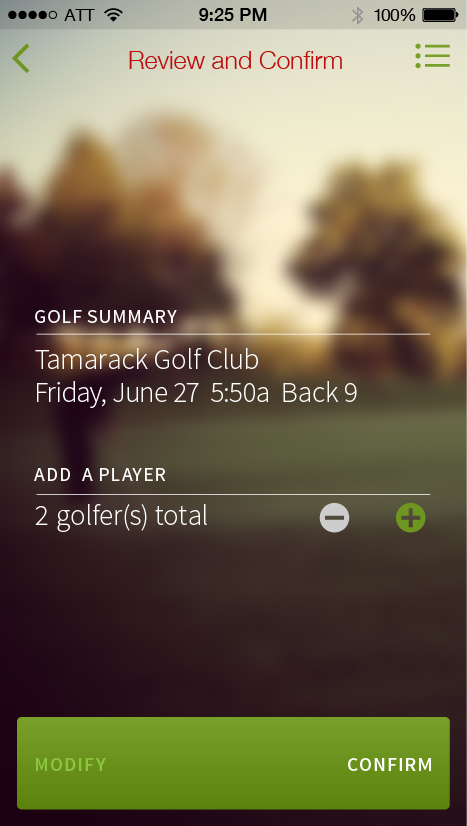 ATT 9:25 PM 100%
Review and Confirm
GOLF SUMMARY
Tamarack Golf Club
Friday, June 27 5:50a Back 9
ADD A PLAYER
2 golfer(s) total
MODIFY CONFIRM